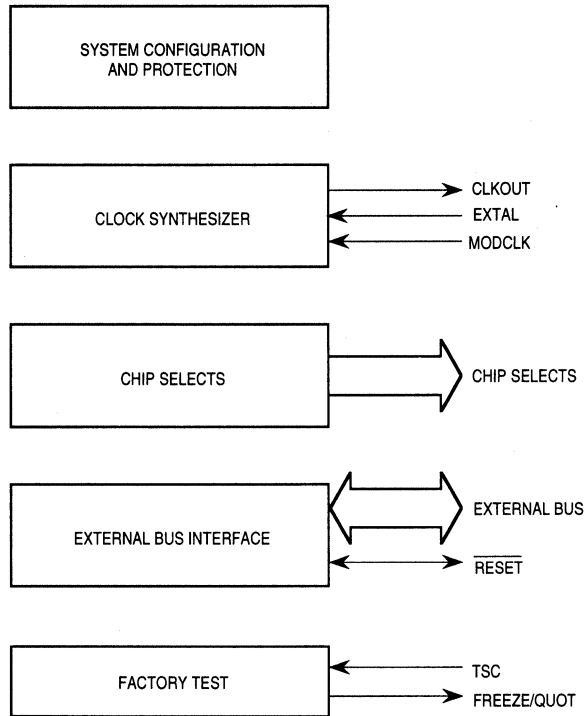 SYSTEM CONFIGURATION
AND PROTECTION
CLOCK SYNTHESIZER
CLKOUT
EXTAL
MODCLK
CHIP SELECTS
CHIP SELECTS
EXTERNAL BUS INTERFACE
EXTERNAL BUS
RESET
FACTORY TEST
TSC
FREEZE/QUOT